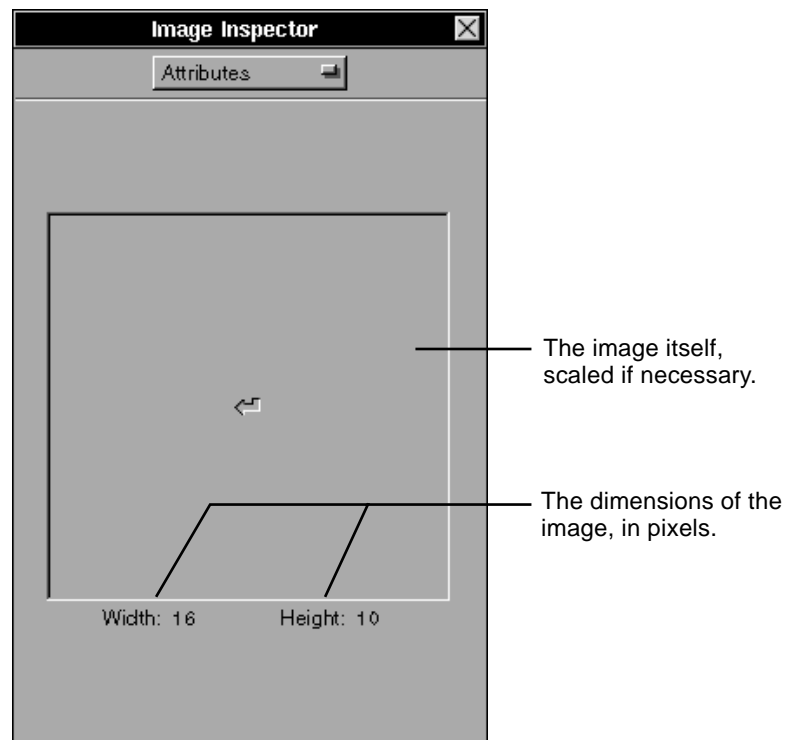 Image Inspector
Attributes
The image itself,
scaled if necessary.
The dimensions of the
image, in pixels.
Width: 16 Height: 10